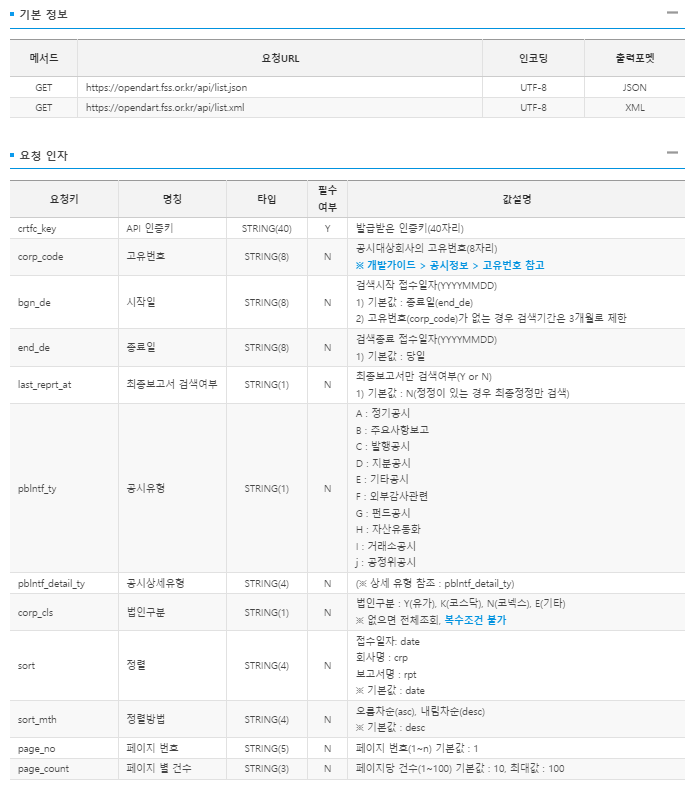 기본 정보
메서드 요청URL 인코딩 출력포멧
GET https://opendart.fss.or.kr/api/list.json UTF-8 JSON
GET https://opendart.fss.or.kr/api/list.xml UTF-8 XML
요청 인자
요청키 명칭 타입 필수 값설명
여부
crtfc_key API 인증키 STRING(40) Y 발급받은 인증키(40자리)
corp_code 고유번호 STRING(8) N 공시대상회사의 고유번호(8자리)
※ 개발가이드 > 공시정보 > 고유번호 참고
bgn_de 시작일 STRING(8) N 검색시작 접수일자(YYYYMMDD)
1) 기본값 : 종료일(end_de)
2) 고유번호(corp_code)가 없는 경우 검색기간은 3개월로 제한
end_de 종료일 STRING(8) N 검색종료 접수일자(YYYYMMDD)
1) 기본값 : 당일
last_reprt_at 최종보고서 검색여부 STRING(1) N 최종보고서만 검색여부(Y or N)
1) 기본값 : N(정정이 있는 경우 최종정정만 검색)
pblntf_ty 공시유형 STRING(1) N A : 정기공시
B : 주요사항보고
C : 발행공시
D : 지분공시
E : 기타공시
F : 외부감사관련
G : 펀드공시
H : 자산유동화
I : 거래소공시
j : 공정위공시
pblntf_detail_ty 공시상세유형 STRING(4) N (※ 상세 유형 참조 : pblntf_detail_ty)
corp_cls 법인구분 STRING(1) N 법인구분 : Y(유가), K(코스닥), N(코넥스), E(기타)
※ 없으면 전체조회, 복수조건 불가
sort 정렬 STRING(4) N 접수일자: date
회사명 : crp
보고서명 : rpt
※ 기본값 : date
sort_mth 정렬방법 STRING(4) N 오름차순(asc), 내림차순(desc)
※ 기본값 : desc
page_no 페이지 번호 STRING(5) N 페이지 번호(1~n) 기본값 : 1
page_count 페이지 별 건수 STRING(3) N 페이지당 건수(1~100) 기본값 : 10, 최대값 : 100